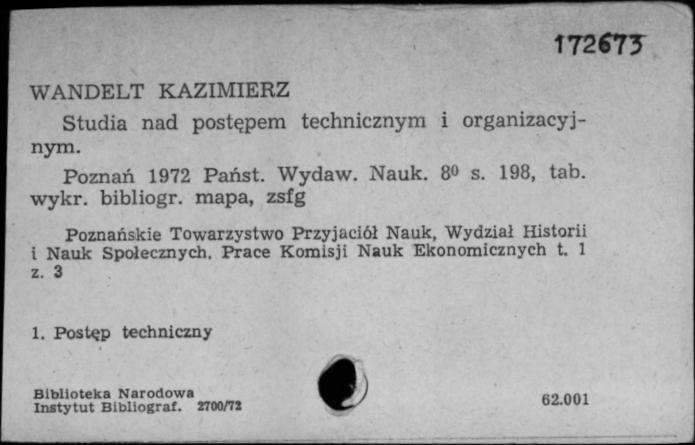 172673
WANDELT KAZIMIERZ
Studia nad postępem technicznym i organizacyj-
nym.
Poznań 1972 Państ. Wydaw. Nauk. 8⁰ s. 198, tab.
wykr. bibliogr. mapa, zsfg
Poznańskie Towarzystwo Przyjaciół Nauk, Wydział Historii
i Nauk Społecznych. Prace Komisji Nauk Ekonomicznych t. 1
z. 3
1. Postęp techniczny
Biblioteka Narodowa
Instytut Bibliograf. 2700/72
62.001